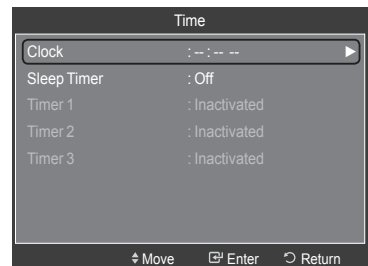 Time
Clock : -- : -- --
Sleep Timer : Off
Timer 1 : Inactivated
Timer 2 : Inactivated
Timer 3 : Inactivated
Move Enter Return